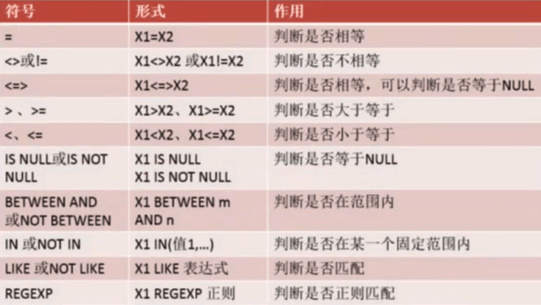 符号 形式 作用
= X1=X2 判断是否相等
<>或!= X1<>X2 或X1!=X2 判断是否不相等
<=> X1<=>X2 判断是否相等，可以判断是否等于NULL
> 、>= X1>X2、X1>=X2 判断是否大于等于
<、<= X1<X2、X1<=X2 判断是否小于等于
IS NULL或IS NOT X1 IS NULL 判断是否等于NULL
NULL X1 IS NOT NULL
BETWEEN AND X1 BETWEEN m 判断是否在范围内
或NOT BETWEEN AND n
IN 或NOT IN X1 IN(值1,...) 判断是否在某一个固定范围内
LIKE 或NOT LIKE X1 LIKE 表达式 判断是否匹配
REGEXP X1 REGEXP 正则 判断是否正则匹配